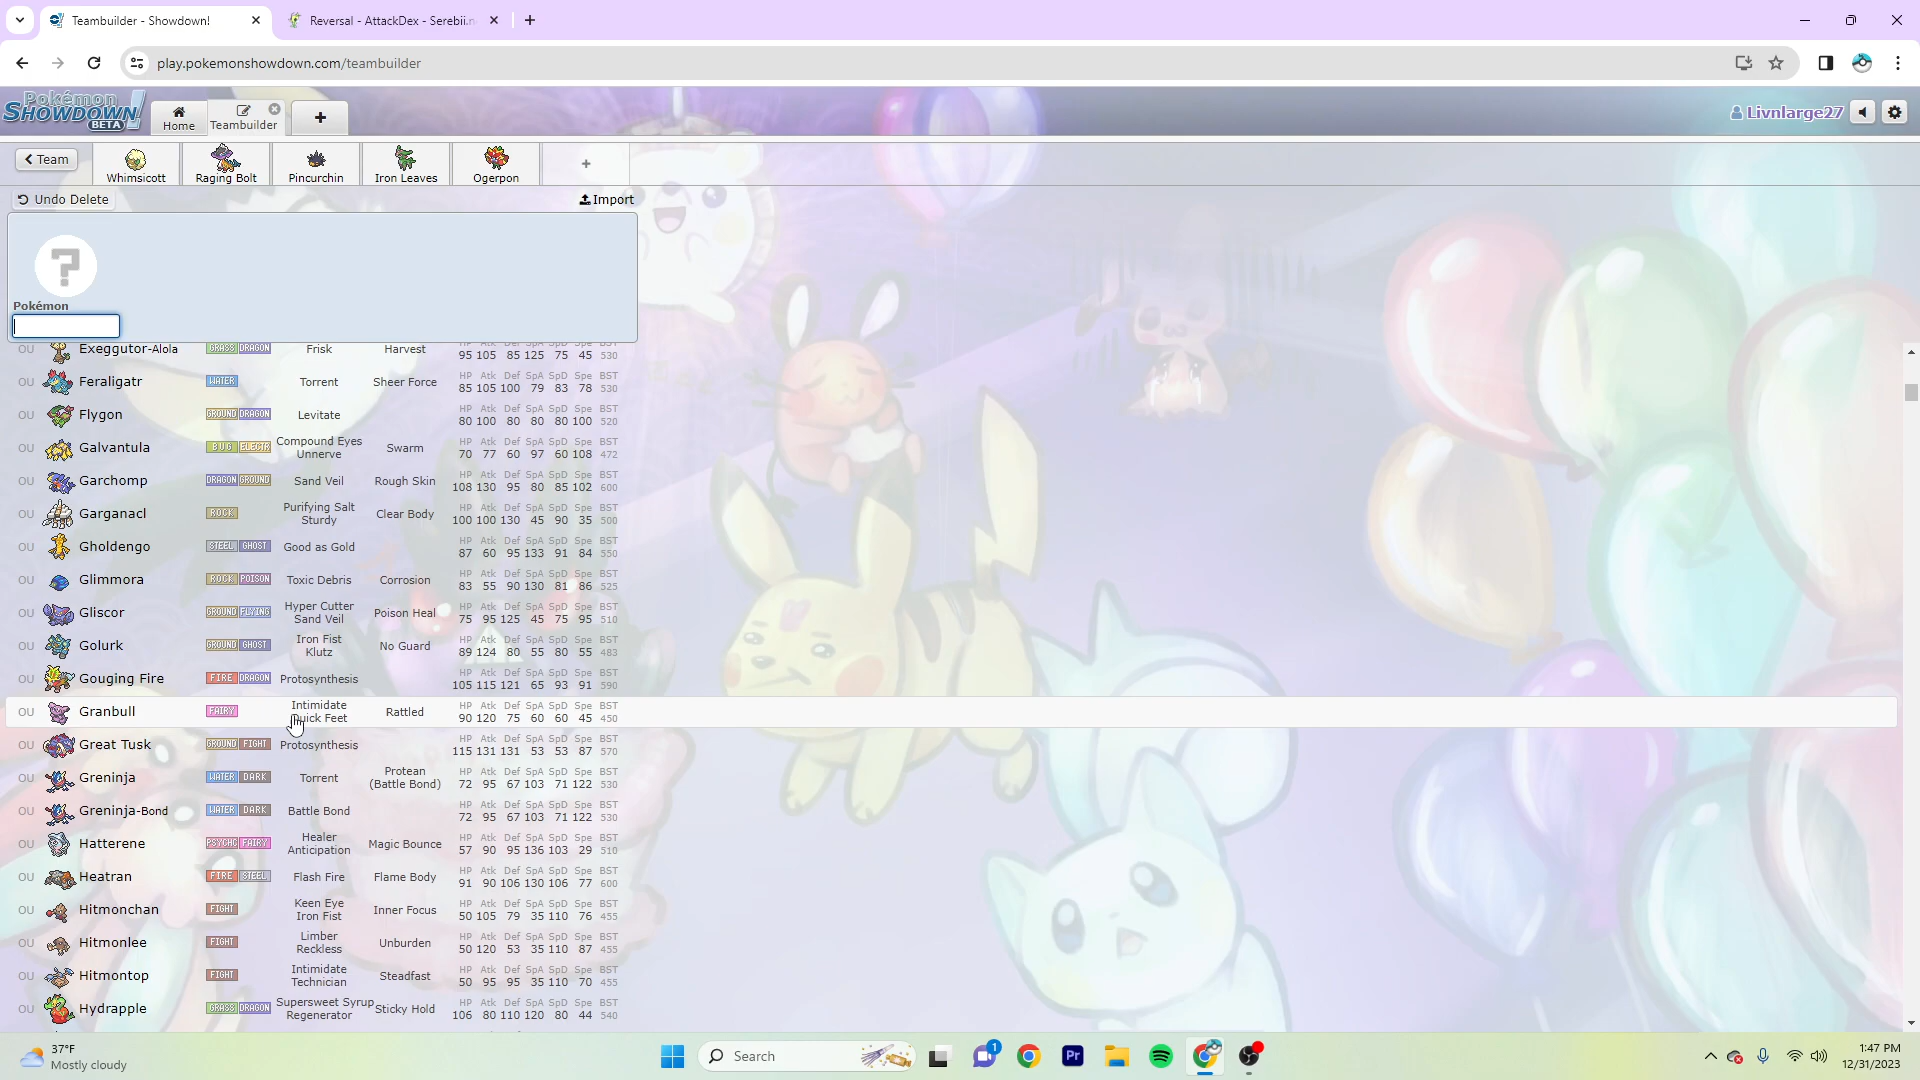 Teambuilder - Showdown!
Reversal - AttackDex - Serebii.n
play.pokemonshowdown.com/teambuilder
Pokémon
SHOWDOWN!
BETA
Home
Teambuilder
+
Livnlarge27
< Team
Whimsicott
Raging Bolt
Pincurchin
Iron Leaves
Ogerpon
+
Undo Delete
Import
?
Pokémon
OU Exeggutor-Alola GRASS DRAGON Frisk Harvest 95 105 85 125 75 45 530
HP Atk Def SpA SpD Spe BST
OU Feraligatr WATER Torrent Sheer Force 85 105 100 79 83 78 530
HP Atk Def SpA SpD Spe BST
OU Flygon GROUND DRAGON Levitate 80 100 80 80 80 100 520
HP Atk Def SpA SpD Spe BST
OU Galvantula BUG ELECTR Compound Eyes Unnerve Swarm 70 77 60 97 60 108 472
HP Atk Def SpA SpD Spe BST
OU Garchomp DRAGON GROUND Sand Veil Rough Skin 108 130 95 80 85 102 600
HP Atk Def SpA SpD Spe BST
OU Garganacl ROCK Purifying Salt Sturdy Clear Body 100 100 130 45 90 35 500
HP Atk Def SpA SpD Spe BST
OU Gholdengo STEEL GHOST Good as Gold 87 60 95 133 91 84 550
HP Atk Def SpA SpD Spe BST
OU Glimmora ROCK POISON Toxic Debris Corrosion 83 55 90 130 81 86 525
HP Atk Def SpA SpD Spe BST
OU Gliscor GROUND FLYING Hyper Cutter Sand Veil Poison Heal 75 95 125 45 75 95 510
HP Atk Def SpA SpD Spe BST
OU Golurk GROUND GHOST Iron Fist Klutz No Guard 89 124 80 55 80 55 483
HP Atk Def SpA SpD Spe BST
OU Gouging Fire FIRE DRAGON Protosynthesis 105 115 121 65 93 91 590
HP Atk Def SpA SpD Spe BST
OU Granbull FAIRY Intimidate Quick Feet Rattled 90 120 75 60 60 45 450
HP Atk Def SpA SpD Spe BST
OU Great Tusk GROUND FIGHT Protosynthesis 115 131 131 53 53 87 570
HP Atk Def SpA SpD Spe BST
OU Greninja WATER DARK Torrent Protean (Battle Bond) 72 95 67 103 71 122 530
HP Atk Def SpA SpD Spe BST
OU Greninja-Bond WATER DARK Battle Bond 72 95 67 103 71 122 530
HP Atk Def SpA SpD Spe BST
OU Hatterene PSYCHC FAIRY Healer Anticipation Magic Bounce 57 90 95 136 103 29 510
HP Atk Def SpA SpD Spe BST
OU Heatran FIRE STEEL Flash Fire Flame Body 91 90 106 130 106 77 600
HP Atk Def SpA SpD Spe BST
OU Hitmonchan FIGHT Keen Eye Iron Fist Inner Focus 50 105 79 35 110 76 455
HP Atk Def SpA SpD Spe BST
OU Hitmonlee FIGHT Limber Reckless Unburden 50 120 53 35 110 87 455
HP Atk Def SpA SpD Spe BST
OU Hitmontop FIGHT Intimidate Technician Steadfast 50 95 95 35 110 70 455
HP Atk Def SpA SpD Spe BST
OU Hydrapple GRASS DRAGON Supersweet Syrup Regenerator Sticky Hold 106 80 110 120 80 44 540
37°F
Mostly cloudy
Search
1
Pr
1:47 PM
12/31/2023